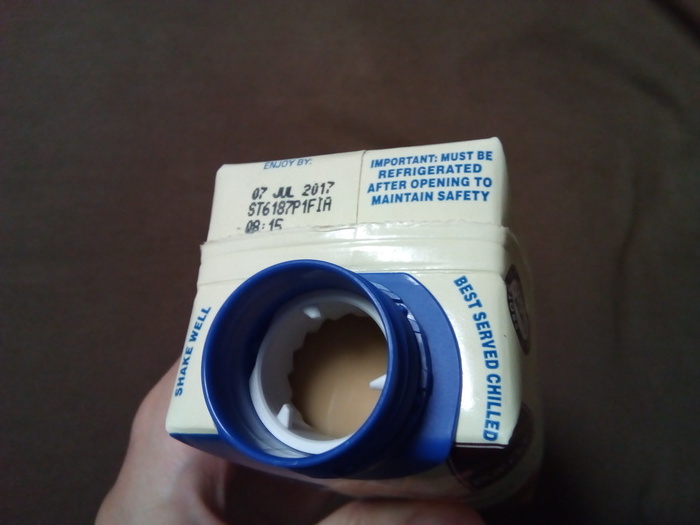 ENJOY BY:
07 JUL 2017
ST6187P1FIA
08:15
IMPORTANT: MUST BE
REFRIGERATED
AFTER OPENING TO
MAINTAIN SAFETY
SHAKE WELL
BEST SERVED CHILLED